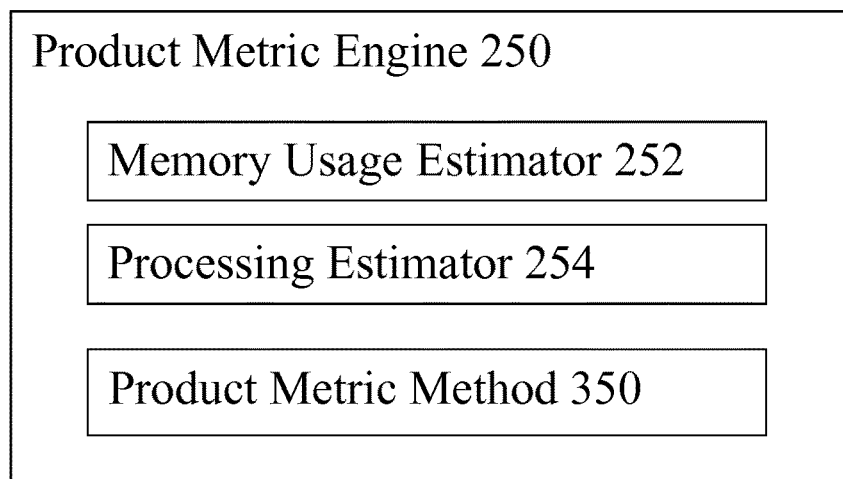 Product Metric Engine 250
Memory Usage Estimator 252
Processing Estimator 254
Product Metric Method 350